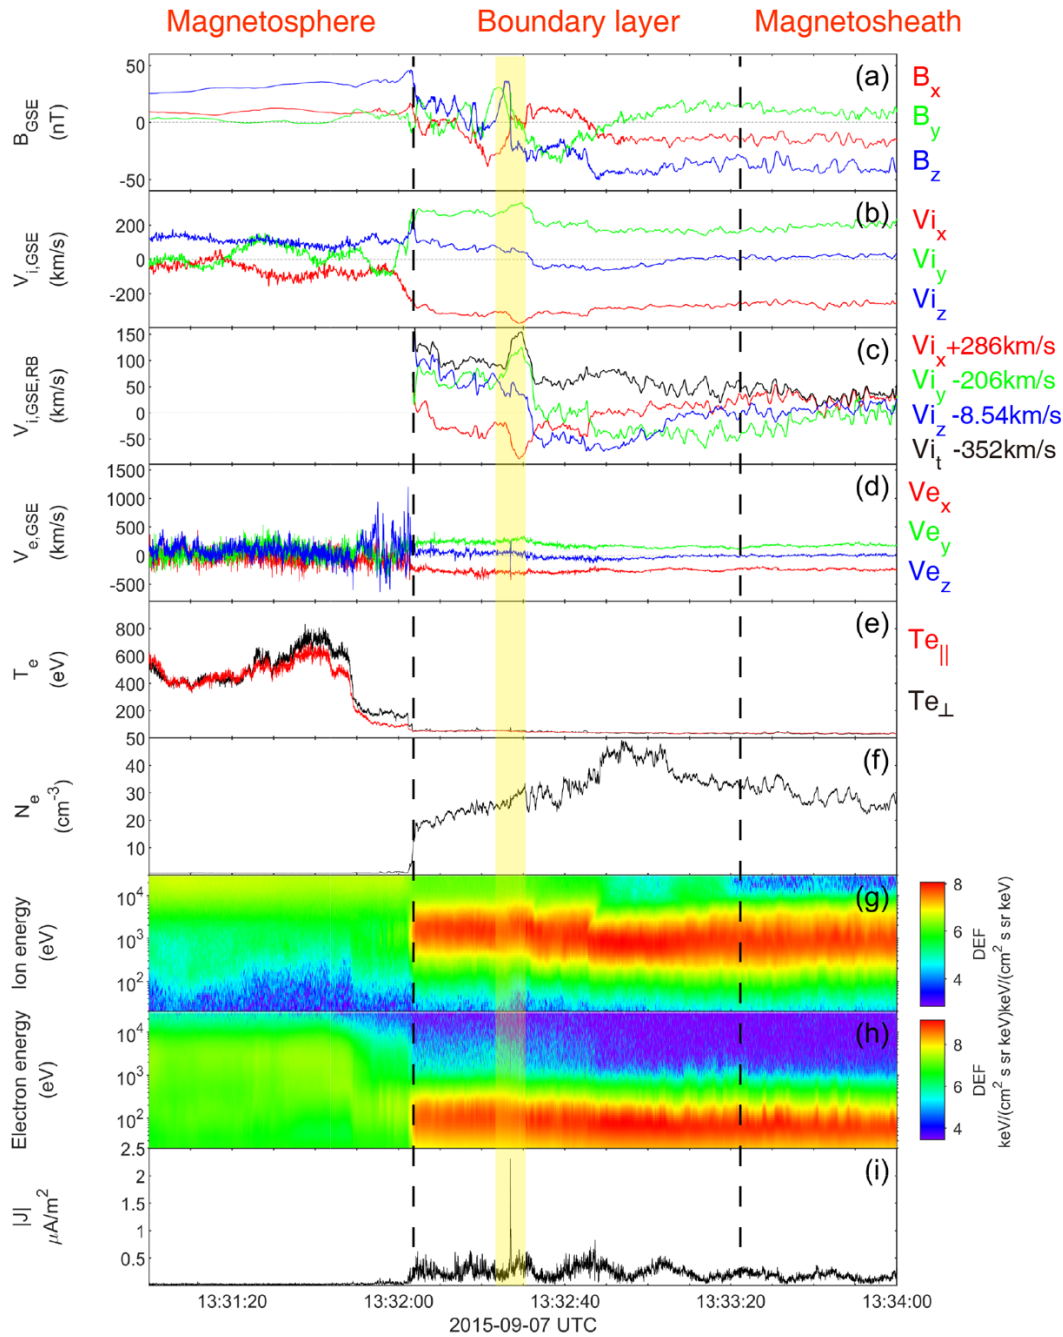 Magnetosphere Boundary layer Magnetosheath
(a)
B_GSE
(nT)
50
0
-50
B_x
B_y
B_z
(b)
V_i,GSE
(km/s)
200
0
-200
Vi_x
Vi_y
Vi_z
(c)
V_i,GSE,RB
(km/s)
150
100
50
0
-50
Vi_x+286km/s
Vi_y -206km/s
Vi_z -8.54km/s
Vi_t -352km/s
(d)
V_e,GSE
(km/s)
1500
1000
500
0
-500
Ve_x
Ve_y
Ve_z
(e)
T_e
(eV)
800
600
400
200
Te_||
Te_⊥
(f)
N_e
(cm^-3)
50
40
30
20
10
(g)
Ion energy
(eV)
10^4
10^3
10^2
8
6
4
DEF
keV/(cm^2 s sr keV)
(h)
Electron energy
(eV)
10^4
10^3
10^2
8
6
4
DEF
keV/(cm^2 s sr keV)
(i)
|J|
μA/m^2
2.5
2
1.5
1
0.5
13:31:20 13:32:00 13:32:40 13:33:20 13:34:00
2015-09-07 UTC